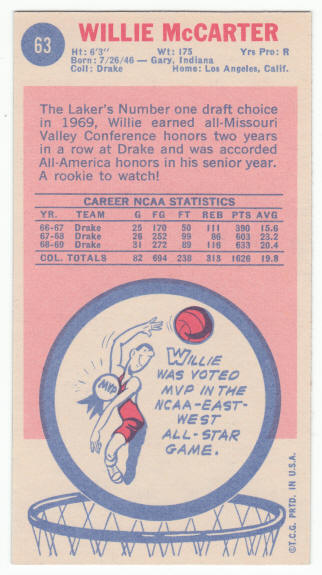 63
WILLIE McCARTER
Ht: 6'3" Wt: 175 Yrs Pro: R
Born: 7/26/46 — Gary, Indiana
Coll: Drake Home: Los Angeles, Calif.
The Laker's Number one draft choice
in 1969, Willie earned all-Missouri
Valley Conference honors two years
in a row at Drake and was accorded
All-America honors in his senior year.
A rookie to watch!
CAREER NCAA STATISTICS
YR. TEAM G FG FT REB PTS AVG
66-67 Drake 25 170 50 111 390 15.6
67-68 Drake 26 252 99 86 603 23.2
68-69 Drake 31 272 89 116 633 20.4
COL. TOTALS 82 694 238 313 1626 19.8
MVP
WILLIE
WAS VOTED
MVP IN THE
NCAA-EAST-
WEST
ALL-STAR
GAME.
©T.C.G. PRTD. IN U.S.A.